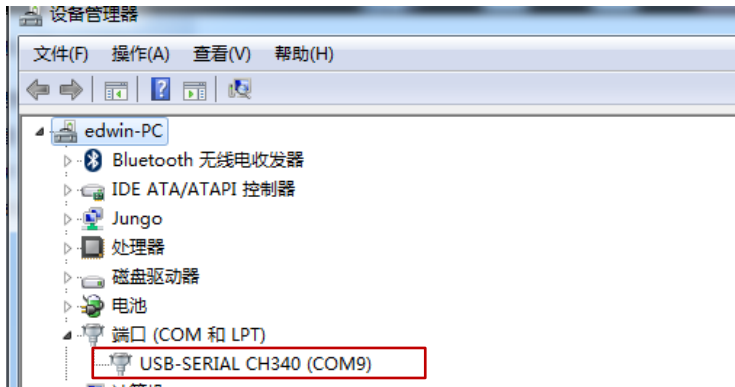 设备管理器
文件(F) 操作(A) 查看(V) 帮助(H)
edwin-PC
Bluetooth 无线电收发器
IDE ATA/ATAPI 控制器
Jungo
处理器
磁盘驱动器
电池
端口 (COM 和 LPT)
USB-SERIAL CH340 (COM9)